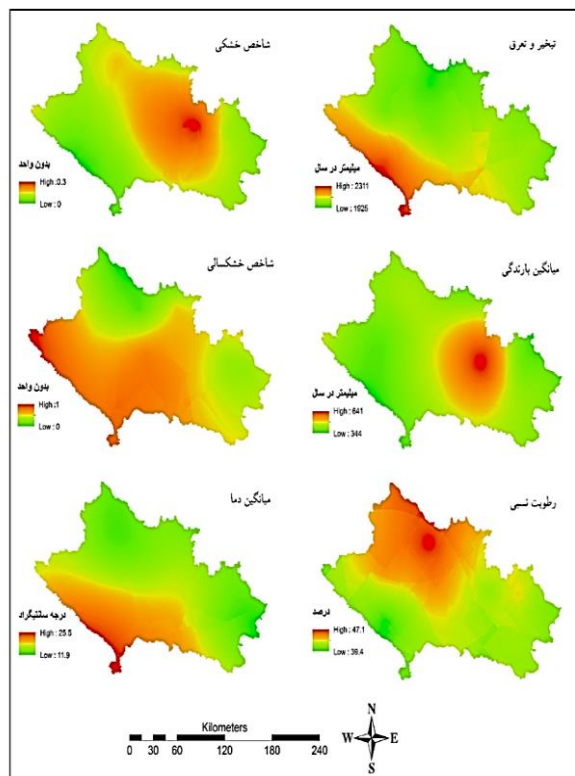 شاخص خشکی
بدون واحد
High :0.3
Low : 0
تبخیر و تعرق
میلیمتر در سال
High : 2311
Low : 1925
شاخص خشکسالی
بدون واحد
High :1
Low : 0
میانگین بارندگی
میلیمتر در سال
High : 641
Low : 344
میانگین دما
درجه سانتیگراد
High : 25.5
Low : 11.9
رطوبت نسبی
درصد
High : 47.1
Low : 39.4
Kilometers
0 30 60 120 180 240
N
W E
S